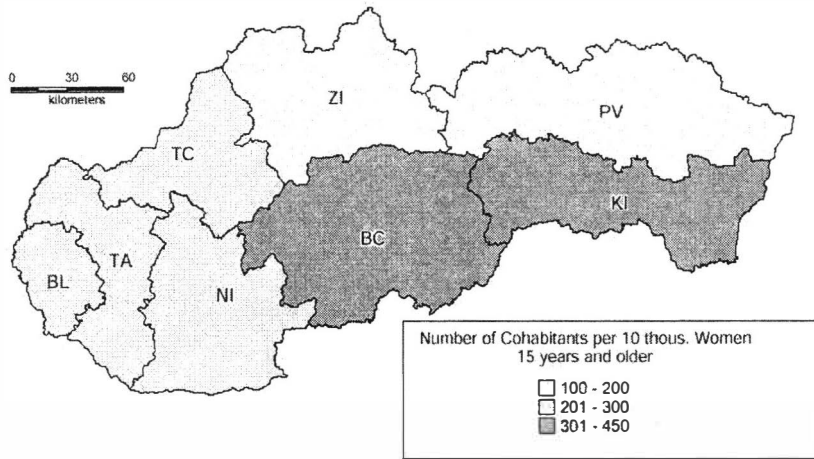 0 30 60
kilometers
ZI
PV
TC
KI
BC
TA
BL
NI
Number of Cohabitants per 10 thous. Women
15 years and older
100 - 200
201 - 300
301 - 450